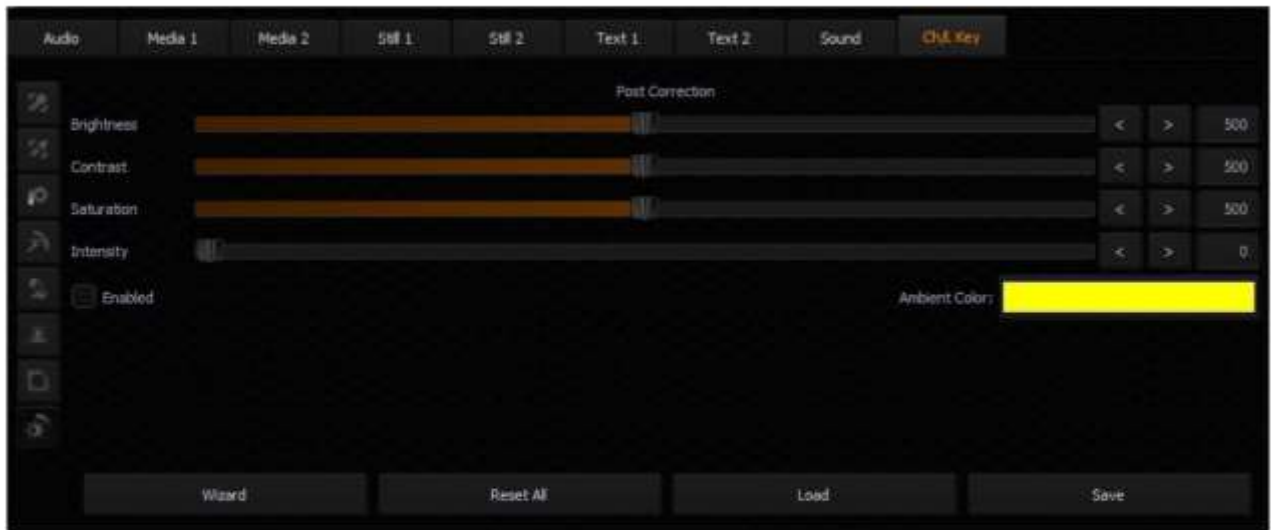 Audio Media 1 Media 2 Still 1 Still 2 Text 1 Text 2 Sound Ch/L Key
Post Correction
Brightness < > 500
Contrast < > 500
Saturation < > 500
Intensity < > 0
Enabled Ambient Color:
Wizard Reset All Load Save